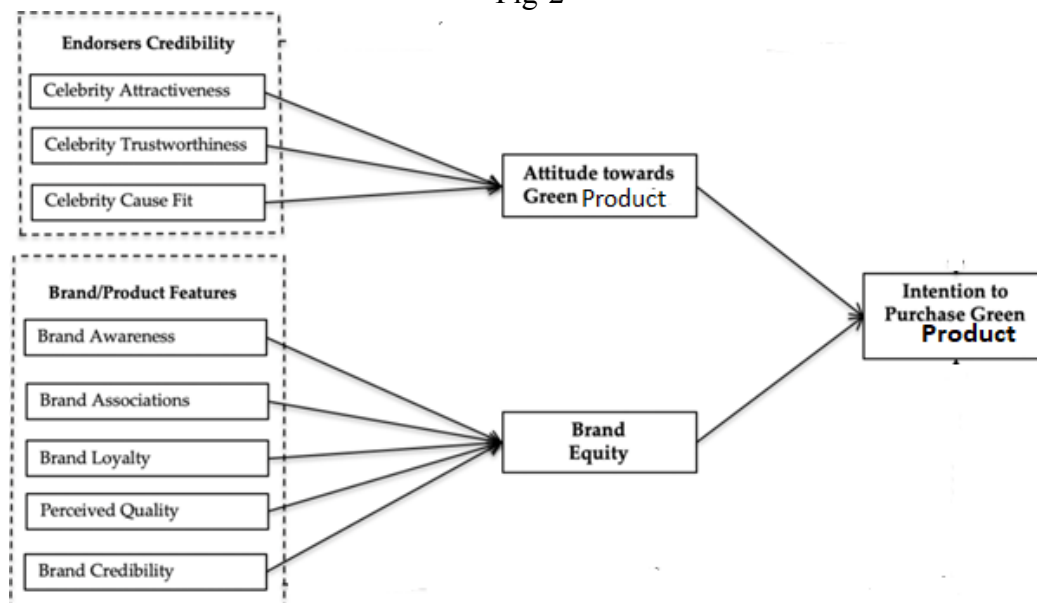 Fig-2
Endorsers Credibility
Celebrity Attractiveness
Celebrity Trustworthiness
Celebrity Cause Fit
Attitude towards
Green Product
Brand/Product Features
Brand Awareness
Brand Associations
Brand Loyalty
Perceived Quality
Brand Credibility
Brand
Equity
Intention to
Purchase Green
Product